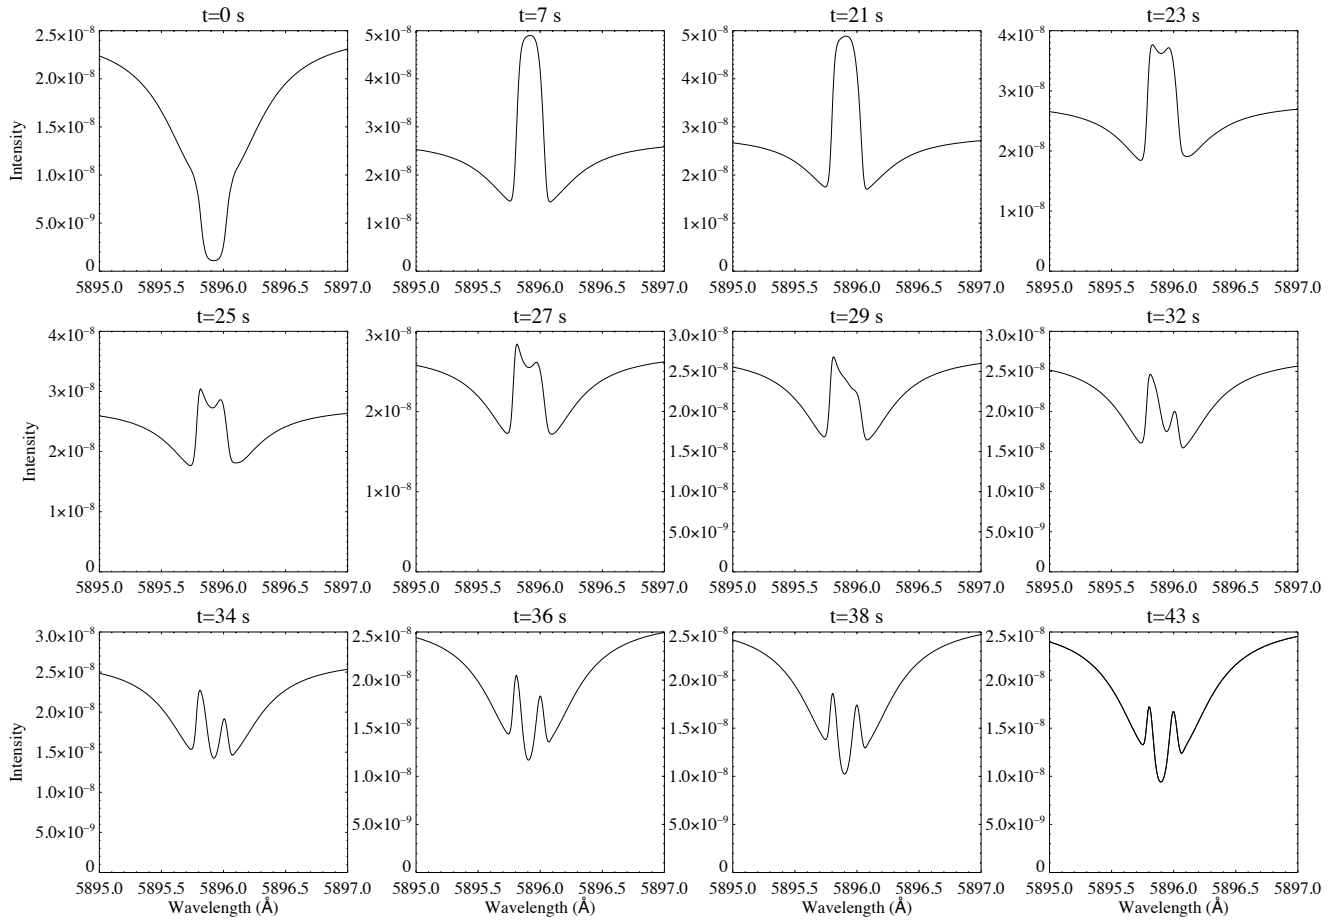 t=0 s t=7 s t=21 s t=23 s
2.5×10⁻⁸ 5×10⁻⁸ 5×10⁻⁸ 4×10⁻⁸
2.0×10⁻⁸ 4×10⁻⁸ 4×10⁻⁸ 3×10⁻⁸
1.5×10⁻⁸ 3×10⁻⁸ 3×10⁻⁸ 2×10⁻⁸
1.0×10⁻⁸ 2×10⁻⁸ 2×10⁻⁸ 1×10⁻⁸
5.0×10⁻⁹ 1×10⁻⁸ 1×10⁻⁸
0 0 0 0
Intensity
5895.0 5895.5 5896.0 5896.5 5897.0 5895.0 5895.5 5896.0 5896.5 5897.0 5895.0 5895.5 5896.0 5896.5 5897.0 5895.0 5895.5 5896.0 5896.5 5897.0
t=25 s t=27 s t=29 s t=32 s
4×10⁻⁸ 3×10⁻⁸ 3.0×10⁻⁸ 3.0×10⁻⁸
3×10⁻⁸ 2×10⁻⁸ 2.5×10⁻⁸ 2.5×10⁻⁸
2×10⁻⁸ 1×10⁻⁸ 2.0×10⁻⁸ 2.0×10⁻⁸
1×10⁻⁸ 1.5×10⁻⁸ 1.5×10⁻⁸
1.0×10⁻⁸ 1.0×10⁻⁸
5.0×10⁻⁹ 5.0×10⁻⁹
0 0 0 0
Intensity
5895.0 5895.5 5896.0 5896.5 5897.0 5895.0 5895.5 5896.0 5896.5 5897.0 5895.0 5895.5 5896.0 5896.5 5897.0 5895.0 5895.5 5896.0 5896.5 5897.0
t=34 s t=36 s t=38 s t=43 s
3.0×10⁻⁸ 2.5×10⁻⁸ 2.5×10⁻⁸ 2.5×10⁻⁸
2.5×10⁻⁸ 2.0×10⁻⁸ 2.0×10⁻⁸ 2.0×10⁻⁸
2.0×10⁻⁸ 1.5×10⁻⁸ 1.5×10⁻⁸ 1.5×10⁻⁸
1.5×10⁻⁸ 1.0×10⁻⁸ 1.0×10⁻⁸ 1.0×10⁻⁸
1.0×10⁻⁸ 5.0×10⁻⁹ 5.0×10⁻⁹ 5.0×10⁻⁹
5.0×10⁻⁹
0 0 0 0
Intensity
5895.0 5895.5 5896.0 5896.5 5897.0 5895.0 5895.5 5896.0 5896.5 5897.0 5895.0 5895.5 5896.0 5896.5 5897.0 5895.0 5895.5 5896.0 5896.5 5897.0
Wavelength (Å) Wavelength (Å) Wavelength (Å) Wavelength (Å)